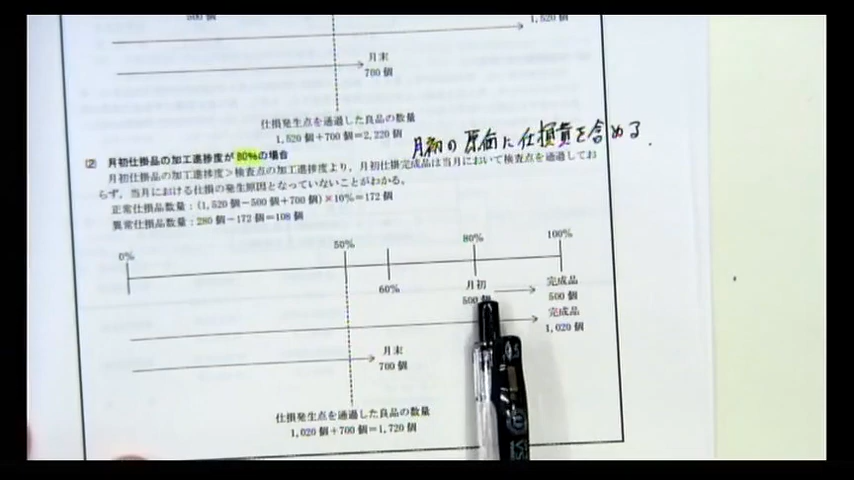 500 個
1,520 個
月末
700 個
仕損発生点を通過した良品の数量
1,520個+700個=2,220個
月初の原価に仕損費を含める.
(2) 月初仕掛品の加工進捗度が80%の場合
月初仕掛品の加工進捗度>検査点の加工進捗度より,月初仕掛完成品は当月において検査点を通過してお
らず,当月における仕損の発生原因となっていないことがわかる。
正常仕損品数量:(1,520個-500個+700個)×10%=172個
異常仕損品数量:280個-172個=108個
0%
50%
60%
80%
100%
月初
500個
完成品
500個
完成品
1,020個
月末
700個
仕損発生点を通過した良品の数量
1,020個+700個=1,720個